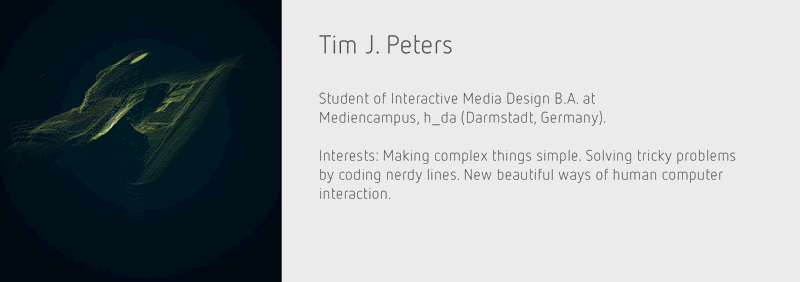 Tim J. Peters
Student of Interactive Media Design B.A. at
Mediencampus, h_da (Darmstadt, Germany).
Interests: Making complex things simple. Solving tricky problems
by coding nerdy lines. New beautiful ways of human computer
interaction.